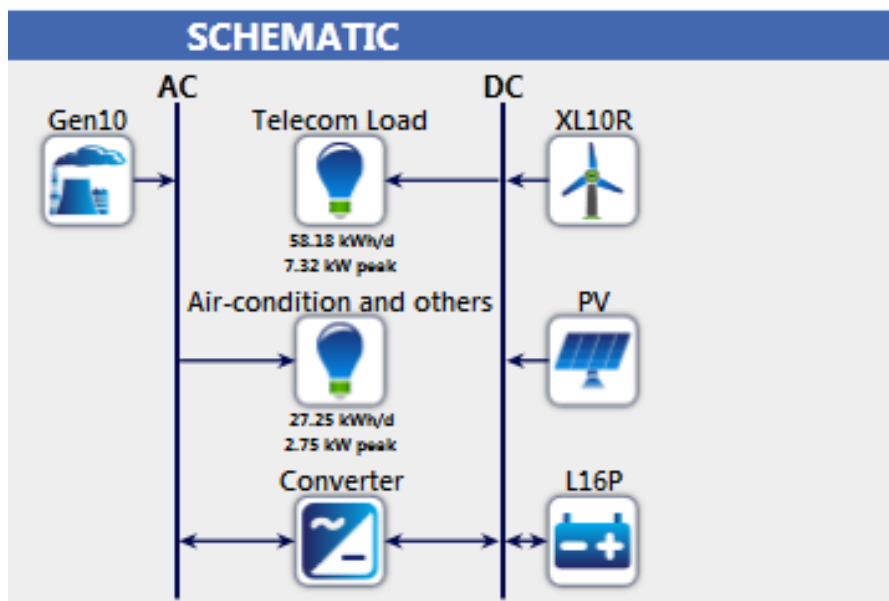 SCHEMATIC
AC
DC
Gen10
Telecom Load
XL10R
58.18 kWh/d
7.32 kW peak
Air-condition and others
PV
27.25 kWh/d
2.75 kW peak
Converter
L16P